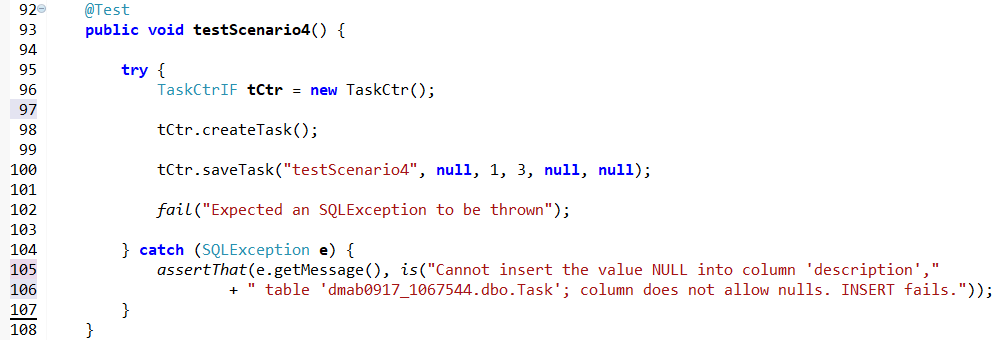 92 @Test
93 public void testScenario4() {
94
95 try {
96 TaskCtrIF tCtr = new TaskCtr();
97
98 tCtr.createTask();
99
100 tCtr.saveTask("testScenario4", null, 1, 3, null, null);
101
102 fail("Expected an SQLException to be thrown");
103
104 } catch (SQLException e) {
105 assertThat(e.getMessage(), is("Cannot insert the value NULL into column 'description',"
106 + " table 'dmab0917_1067544.dbo.Task'; column does not allow nulls. INSERT fails."));
107 }
108 }